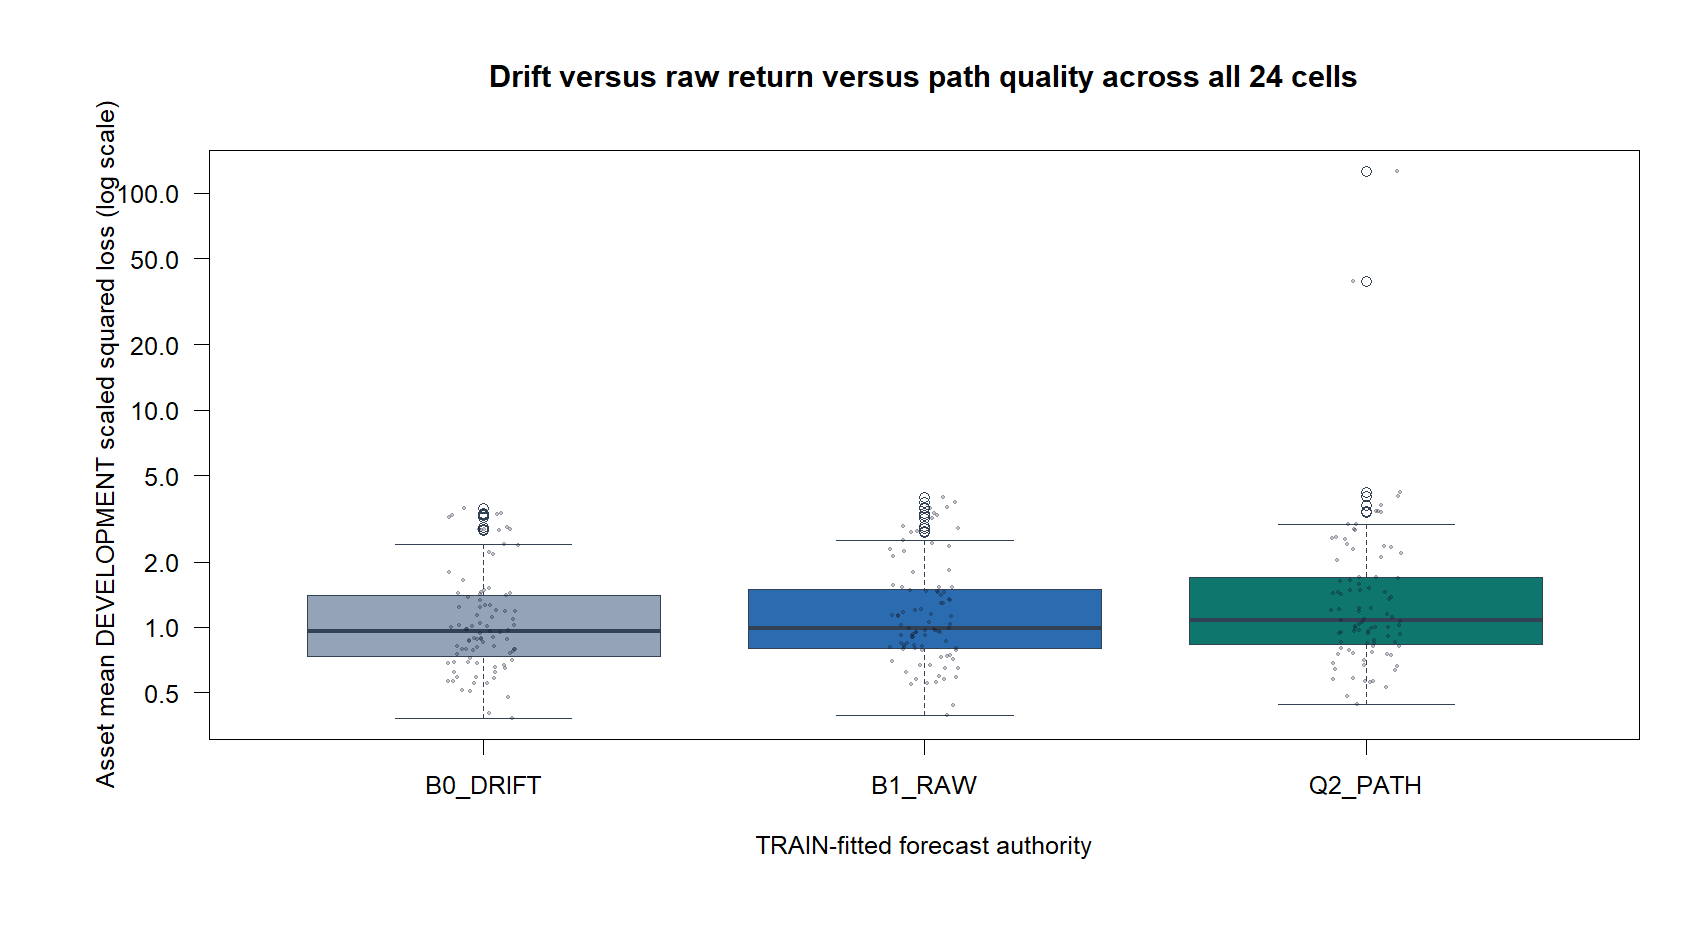 Drift versus raw return versus path quality across all 24 cells
Asset mean DEVELOPMENT scaled squared loss (log scale)
100.0
50.0
20.0
10.0
5.0
2.0
1.0
0.5
B0_DRIFT
B1_RAW
Q2_PATH
TRAIN-fitted forecast authority